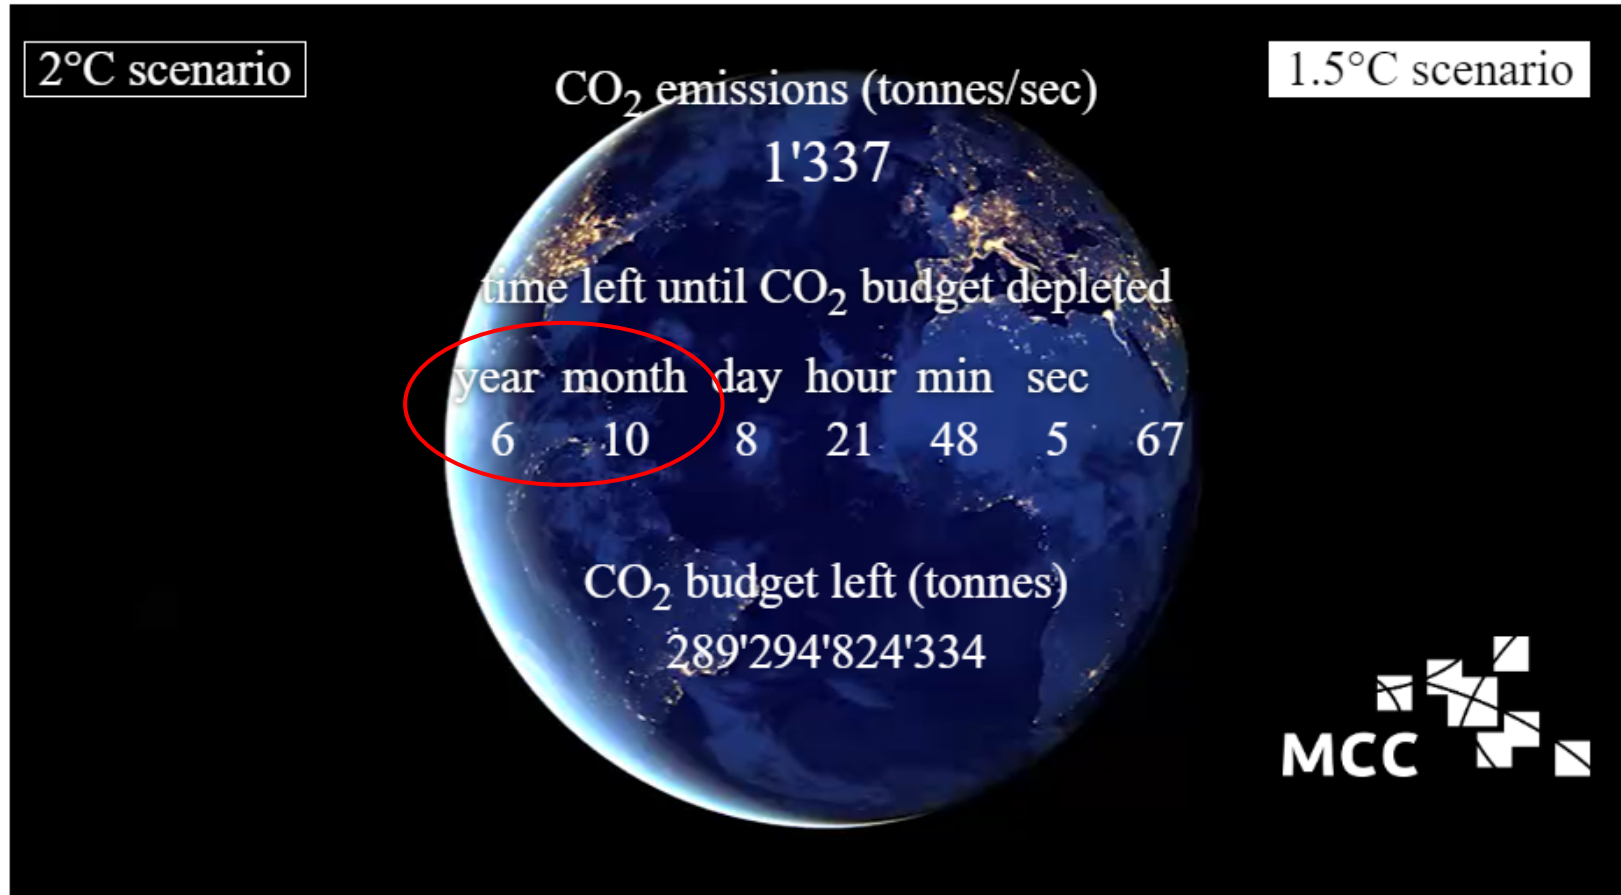 2°C scenario
1.5°C scenario
CO₂ emissions (tonnes/sec)
1'337
time left until CO₂ budget depleted
year month day hour min sec
6 10 8 21 48 5 67
CO₂ budget left (tonnes)
289'294'824'334
MCC